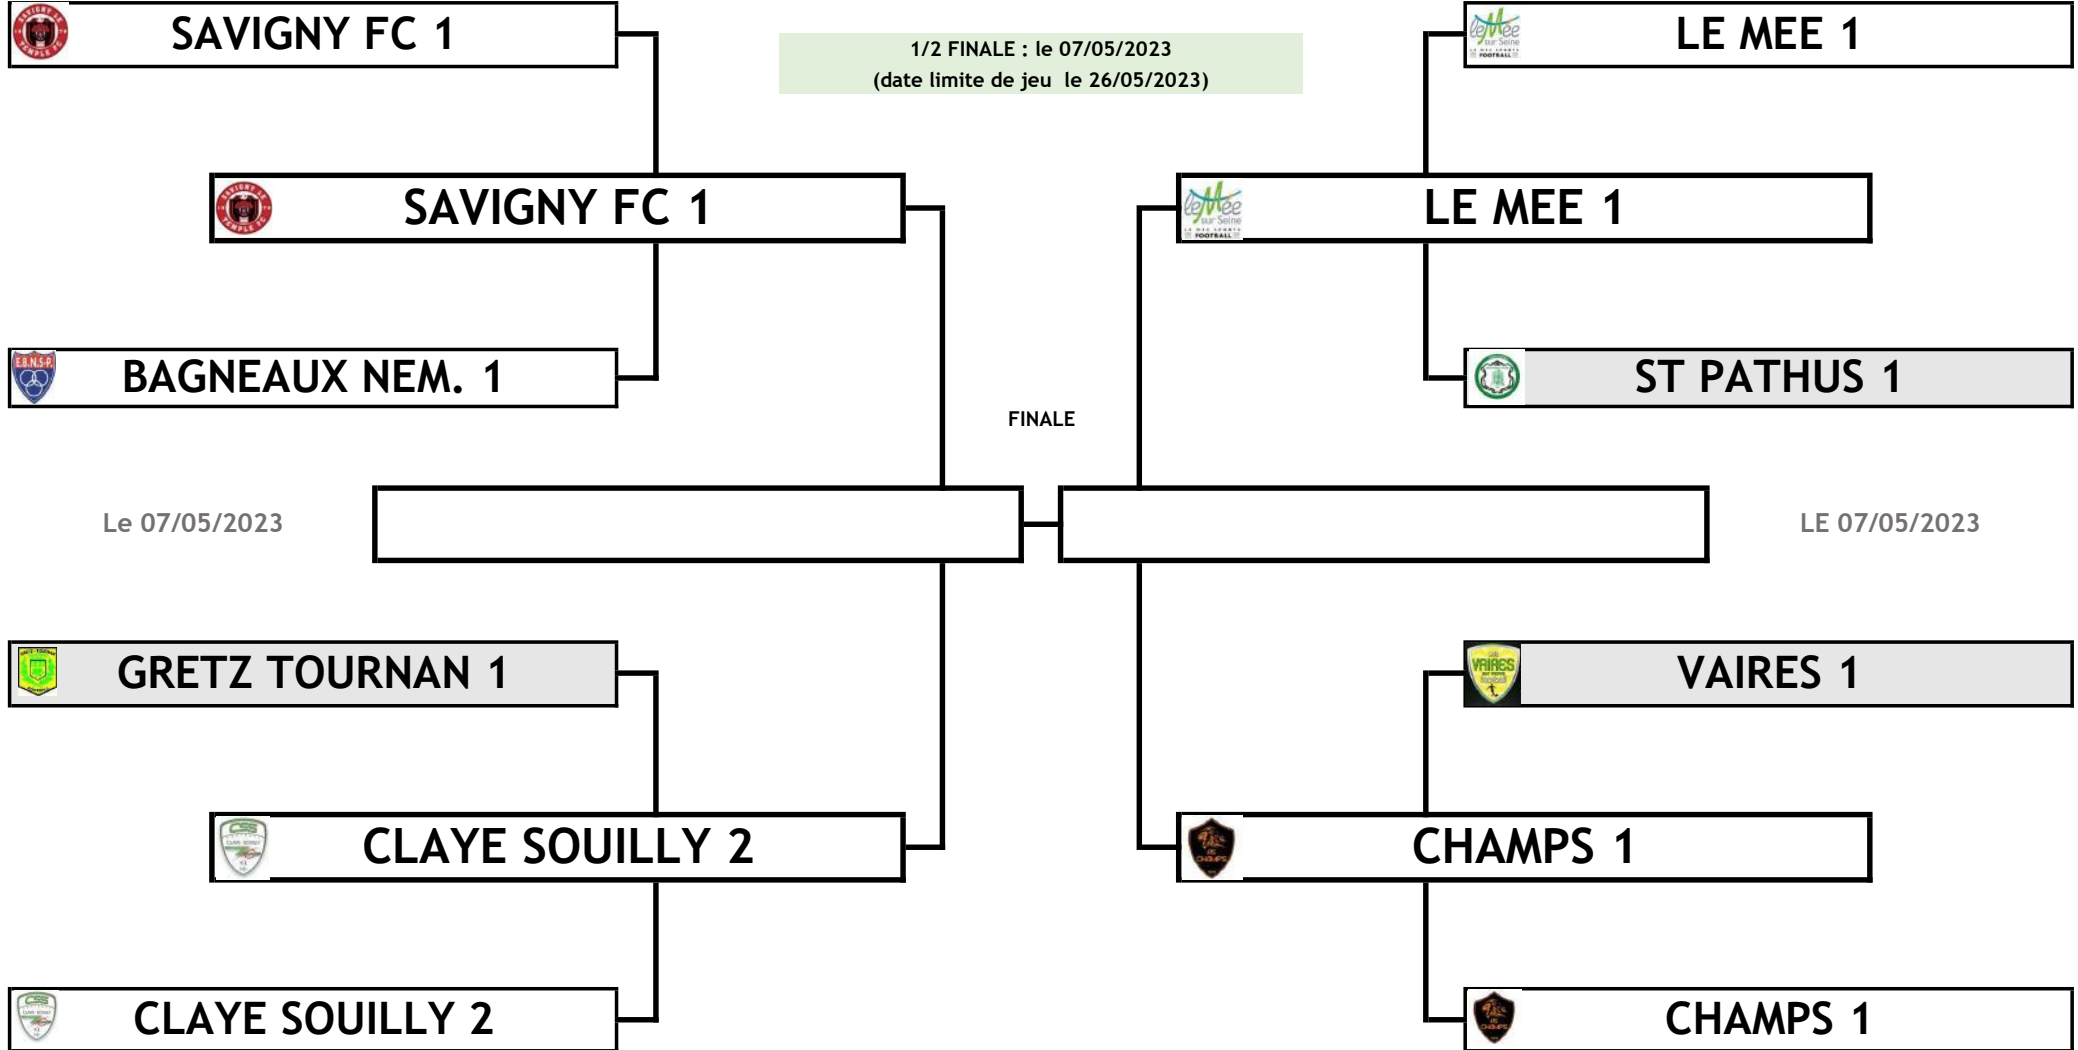 SAVIGNY FC 1
1/2 FINALE : le 07/05/2023
(date limite de jeu le 26/05/2023)
LE MEE 1
SAVIGNY FC 1
LE MEE 1
BAGNEAUX NEM. 1
ST PATHUS 1
FINALE
Le 07/05/2023
LE 07/05/2023
GRETZ TOURNAN 1
VAIRES 1
CLAYE SOUILLY 2
CHAMPS 1
CLAYE SOUILLY 2
CHAMPS 1